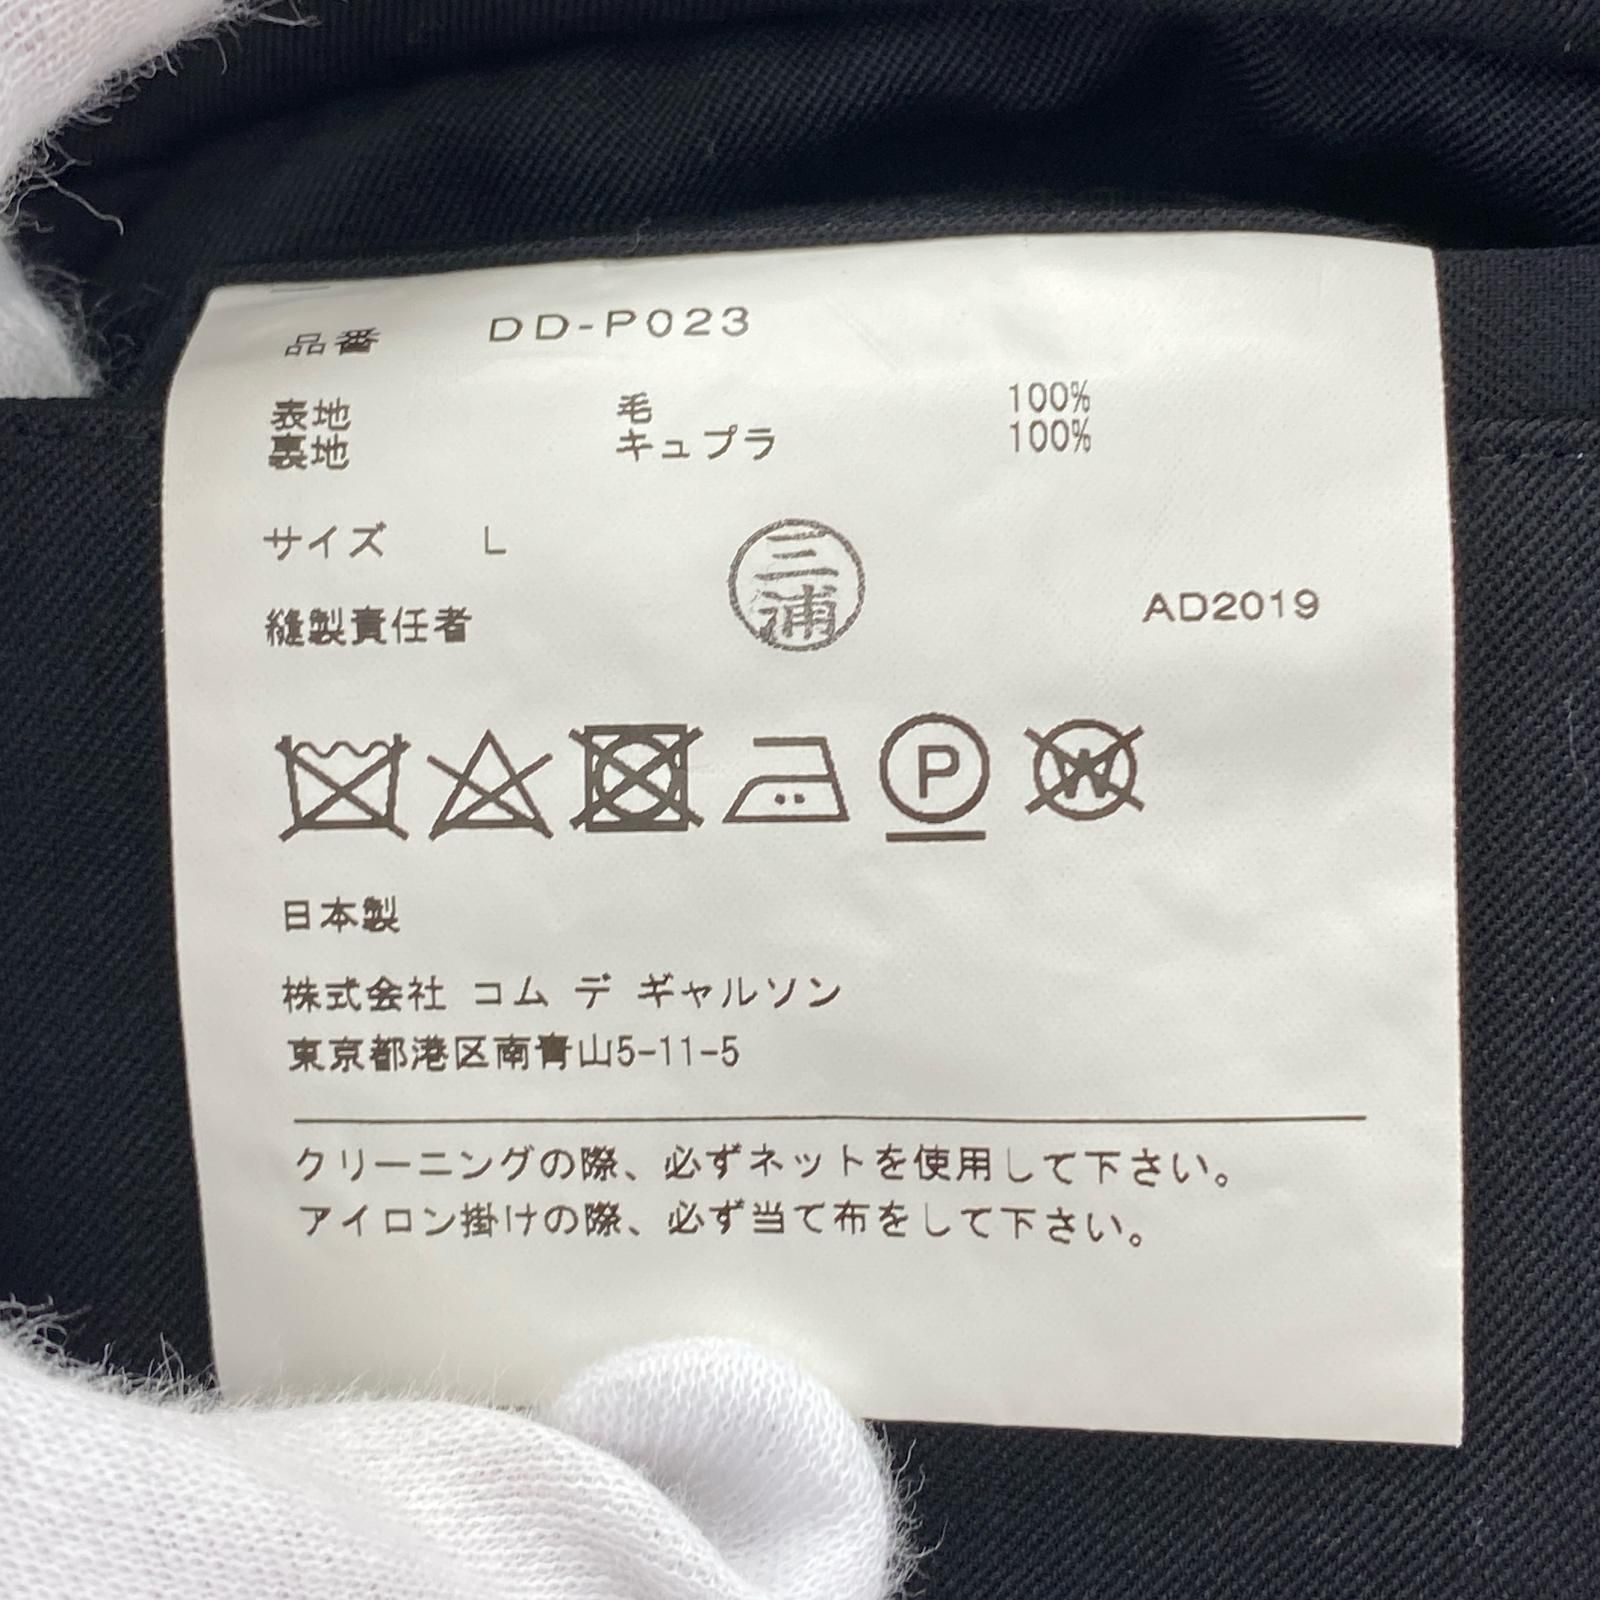 品番 DD-P023
表地 毛 100%
裏地 キュプラ 100%
サイズ L
三浦
縫製責任者 AD2019
P W
日本製
株式会社 コム デ ギャルソン
東京都港区南青山5-11-5
クリーニングの際、必ずネットを使用して下さい。
アイロン掛けの際、必ず当て布をして下さい。